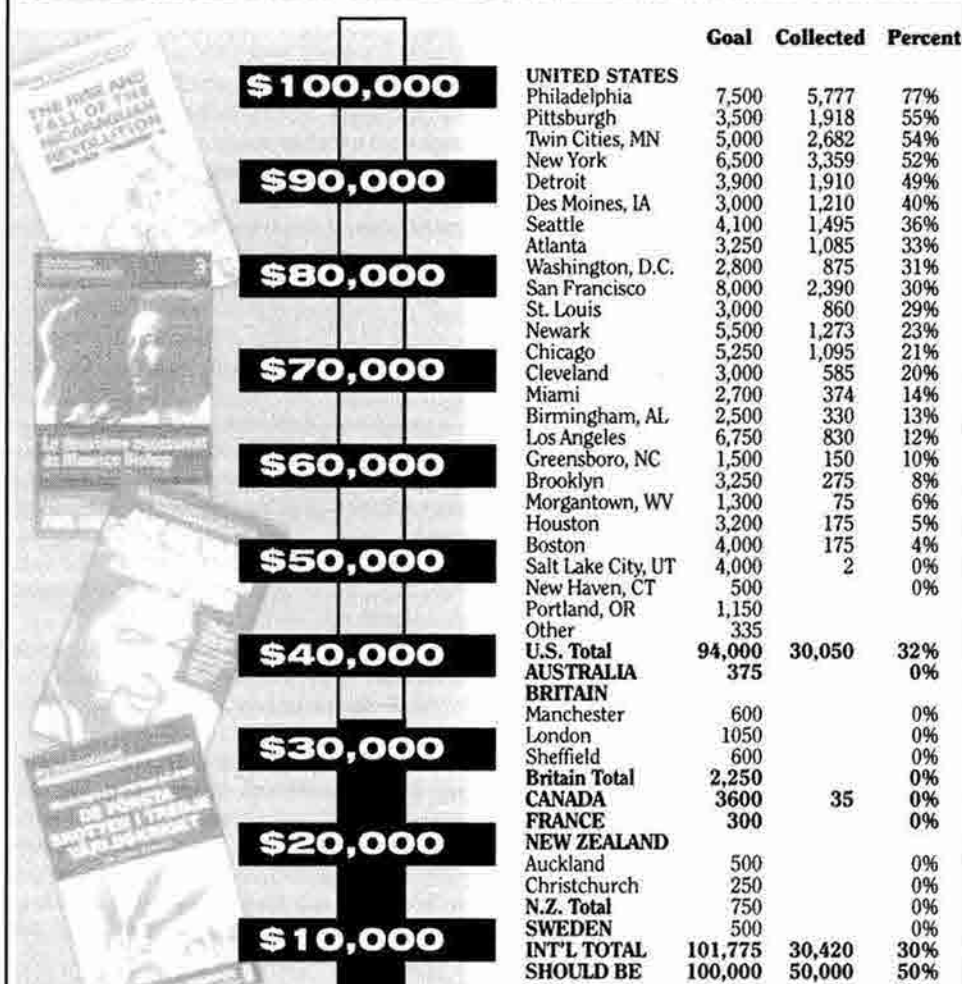 Goal Collected Percent
UNITED STATES
Philadelphia 7,500 5,777 77%
Pittsburgh 3,500 1,918 55%
Twin Cities, MN 5,000 2,682 54%
New York 6,500 3,359 52%
Detroit 3,900 1,910 49%
Des Moines, IA 3,000 1,210 40%
Seattle 4,100 1,495 36%
Atlanta 3,250 1,085 33%
Washington, D.C. 2,800 875 31%
San Francisco 8,000 2,390 30%
St. Louis 3,000 860 29%
Newark 5,500 1,273 23%
Chicago 5,250 1,095 21%
Cleveland 3,000 585 20%
Miami 2,700 374 14%
Birmingham, AL 2,500 330 13%
Los Angeles 6,750 830 12%
Greensboro, NC 1,500 150 10%
Brooklyn 3,250 275 8%
Morgantown, WV 1,300 75 6%
Houston 3,200 175 5%
Boston 4,000 175 4%
Salt Lake City, UT 4,000 2 0%
New Haven, CT 500 0%
Portland, OR 1,150
Other 335
U.S. Total 94,000 30,050 32%
AUSTRALIA 375 0%
BRITAIN
Manchester 600 0%
London 1050 0%
Sheffield 600 0%
Britain Total 2,250 0%
CANADA 3600 35 0%
FRANCE 300 0%
NEW ZEALAND
Auckland 500 0%
Christchurch 250 0%
N.Z. Total 750 0%
SWEDEN 500 0%
INT'L TOTAL 101,775 30,420 30%
SHOULD BE 100,000 50,000 50%
$100,000
$90,000
$80,000
$70,000
$60,000
$50,000
$40,000
$30,000
$20,000
$10,000
THE RISE AND
FALL OF THE
NICARAGUAN
REVOLUTION
Le deuxième assassinat
de Maurice Bishop